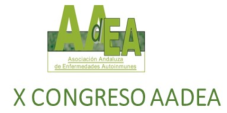 AAdEA
Asociación Andaluza
de Enfermedades Autoinmunes
X CONGRESO AADEA